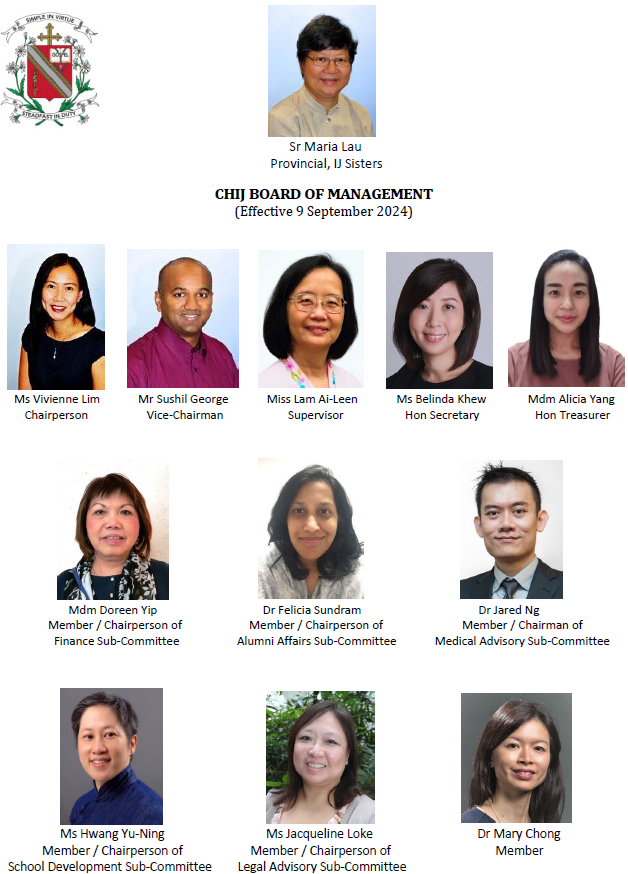 SIMPLE IN VIRTUE
GOSPEL
STEADFAST IN DUTY
Sr Maria Lau
Provincial, IJ Sisters
CHIJ BOARD OF MANAGEMENT
(Effective 9 September 2024)
Ms Vivienne Lim
Chairperson
Mr Sushil George
Vice-Chairman
Miss Lam Ai-Leen
Supervisor
Ms Belinda Khew
Hon Secretary
Mdm Alicia Yang
Hon Treasurer
Mdm Doreen Yip
Member / Chairperson of
Finance Sub-Committee
Dr Felicia Sundram
Member / Chairperson of
Alumni Affairs Sub-Committee
Dr Jared Ng
Member / Chairman of
Medical Advisory Sub-Committee
Ms Hwang Yu-Ning
Member / Chairperson of
School Development Sub-Committee
Ms Jacqueline Loke
Member / Chairperson of
Legal Advisory Sub-Committee
Dr Mary Chong
Member